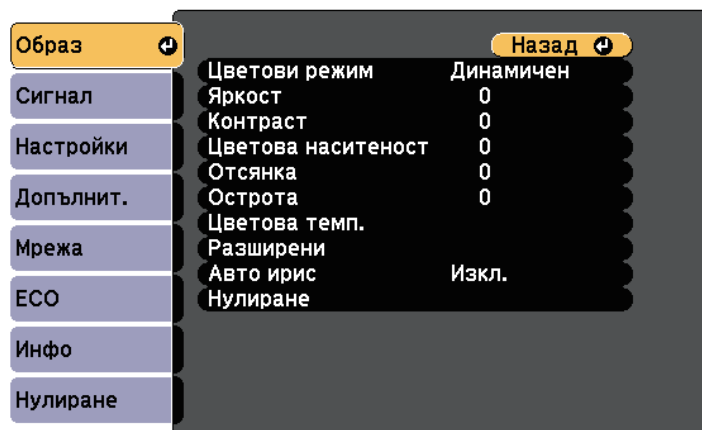 Образ
Сигнал
Настройки
Допълнит.
Мрежа
ECO
Инфо
Нулиране
Назад
Цветови режим Динамичен
Яркост 0
Контраст 0
Цветова наситеност 0
Отсянка 0
Острота 0
Цветова темп.
Разширени
Авто ирис Изкл.
Нулиране